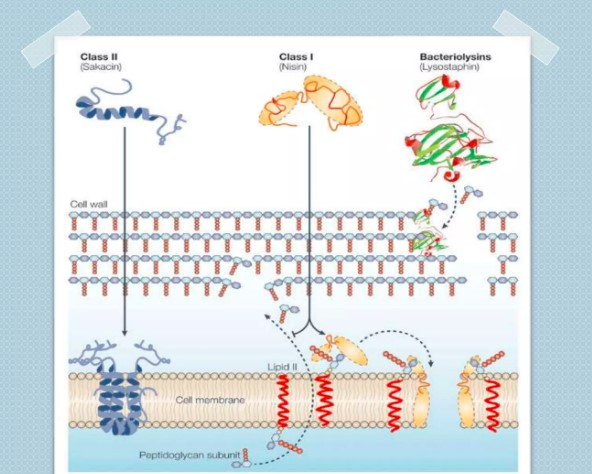 Class II
(Sakacin)
Class I
(Nisin)
Bacteriolysins
(Lysostaphin)
Cell wall
Lipid II
Cell membrane
Peptidoglycan subunit